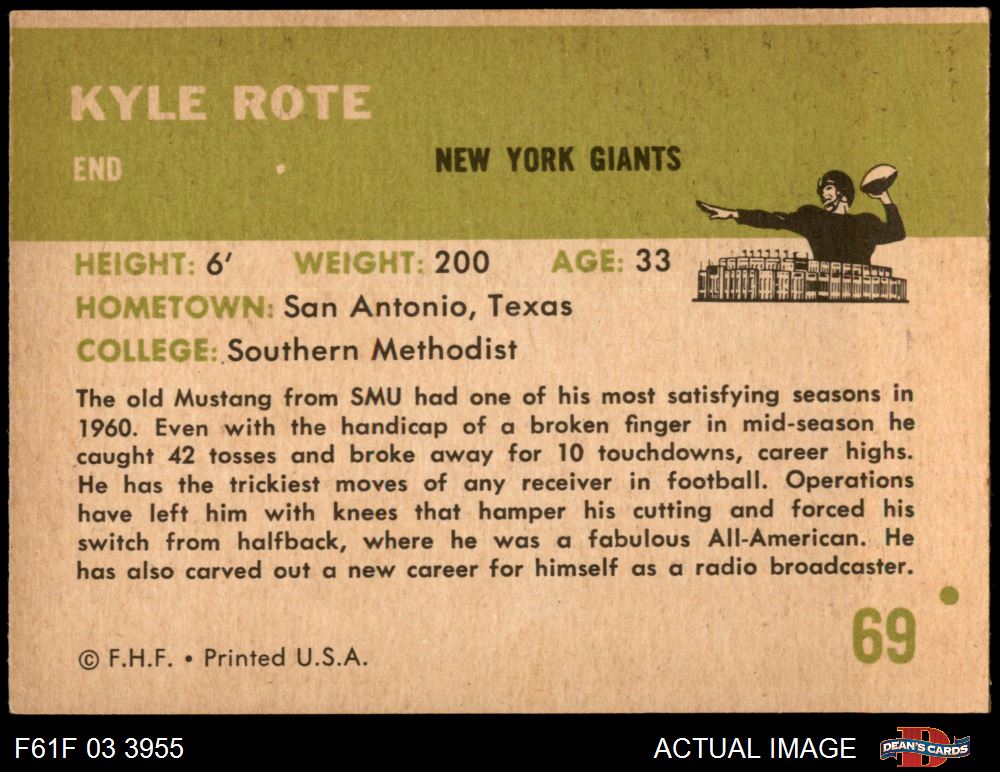 KYLE ROTE
END
NEW YORK GIANTS
HEIGHT: 6′ WEIGHT: 200 AGE: 33
HOMETOWN: San Antonio, Texas
COLLEGE: Southern Methodist
The old Mustang from SMU had one of his most satisfying seasons in
1960. Even with the handicap of a broken finger in mid-season he
caught 42 tosses and broke away for 10 touchdowns, career highs.
He has the trickiest moves of any receiver in football. Operations
have left him with knees that hamper his cutting and forced his
switch from halfback, where he was a fabulous All-American. He
has also carved out a new career for himself as a radio broadcaster.
69
© F.H.F. • Printed U.S.A.
F61F 03 3955
ACTUAL IMAGE
D
DEAN'S CARDS